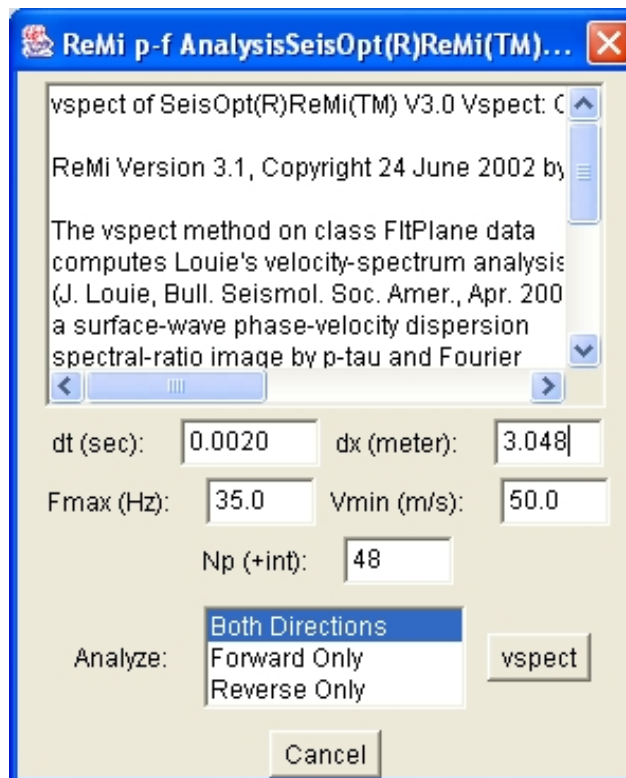 ReMi p-f AnalysisSeisOpt(R)ReMi(TM)...
vspect of SeisOpt(R)ReMi(TM) V3.0 Vspect:
ReMi Version 3.1, Copyright 24 June 2002 by
The vspect method on class FltPlane data
computes Louie's velocity-spectrum analysis
(J. Louie, Bull. Seismol. Soc. Amer., Apr. 200
a surface-wave phase-velocity dispersion
spectral-ratio image by p-tau and Fourier
dt (sec): 0.0020 dx (meter): 3.048
Fmax (Hz): 35.0 Vmin (m/s): 50.0
Np (+int): 48
Both Directions
Analyze: Forward Only vspect
Reverse Only
Cancel